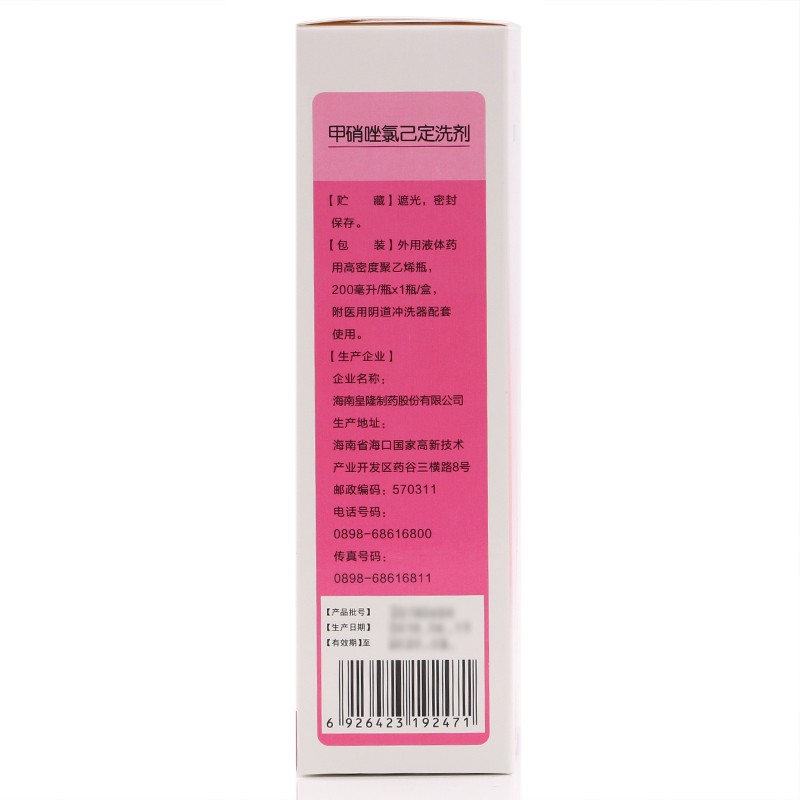 甲硝唑氯己定洗剂
【贮　　藏】遮光，密封
保存。
【包　　装】外用液体药
用高密度聚乙烯瓶，
200毫升/瓶x1瓶/盒，
附医用阴道冲洗器配套
使用。
【生产企业】
企业名称：
海南皇隆制药股份有限公司
生产地址：
海南省海口国家高新技术
产业开发区药谷三横路8号
邮政编码：570311
电话号码：
0898-68616800
传真号码：
0898-68616811
【产品批号】
【生产日期】
【有效期】至
6 926423 192471